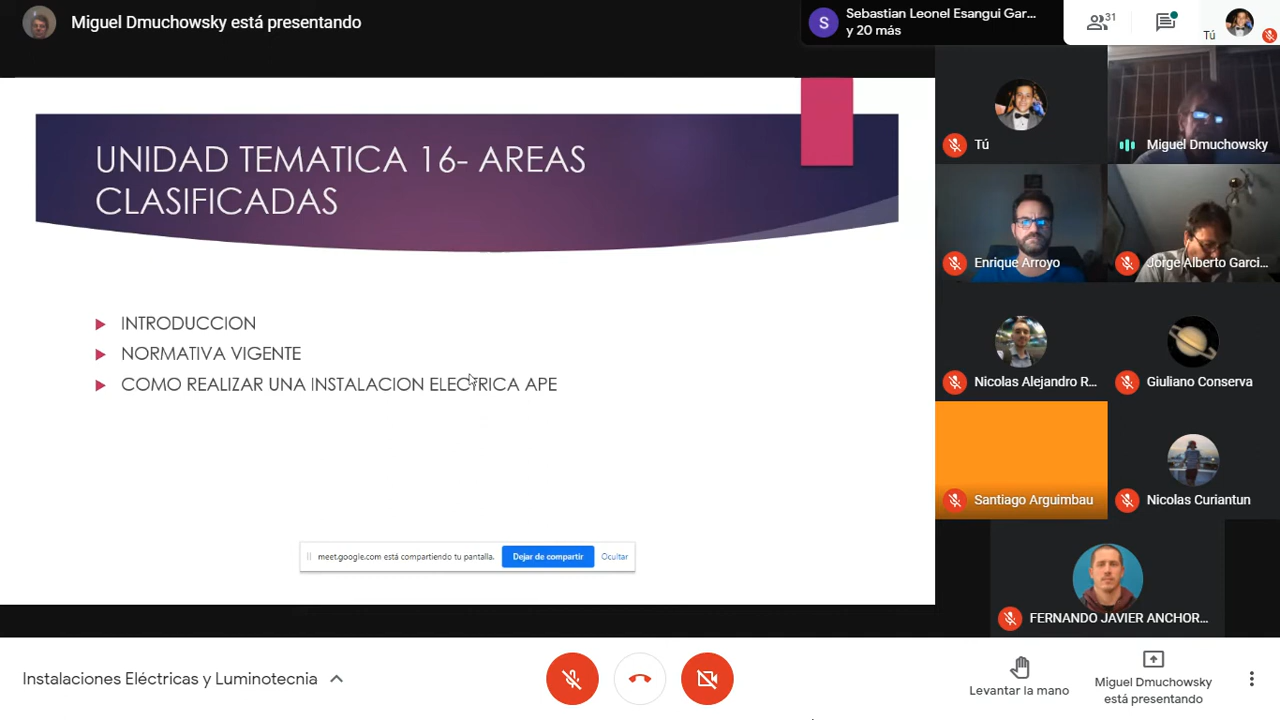 Miguel Dmuchowsky está presentando
S
Sebastian Leonel Esangui Gar...
y 20 más
31
Tú
UNIDAD TEMATICA 16- AREAS
CLASIFICADAS
INTRODUCCION
NORMATIVA VIGENTE
COMO REALIZAR UNA INSTALACION ELECTRICA APE
meet.google.com está compartiendo tu pantalla.
Dejar de compartir
Ocultar
Tú
Miguel Dmuchowsky
Enrique Arroyo
Jorge Alberto Garci...
Nicolas Alejandro R...
Giuliano Conserva
Santiago Arguimbau
Nicolas Curiantun
FERNANDO JAVIER ANCHOR...
Instalaciones Eléctricas y Luminotecnia
Levantar la mano
Miguel Dmuchowsky
está presentando